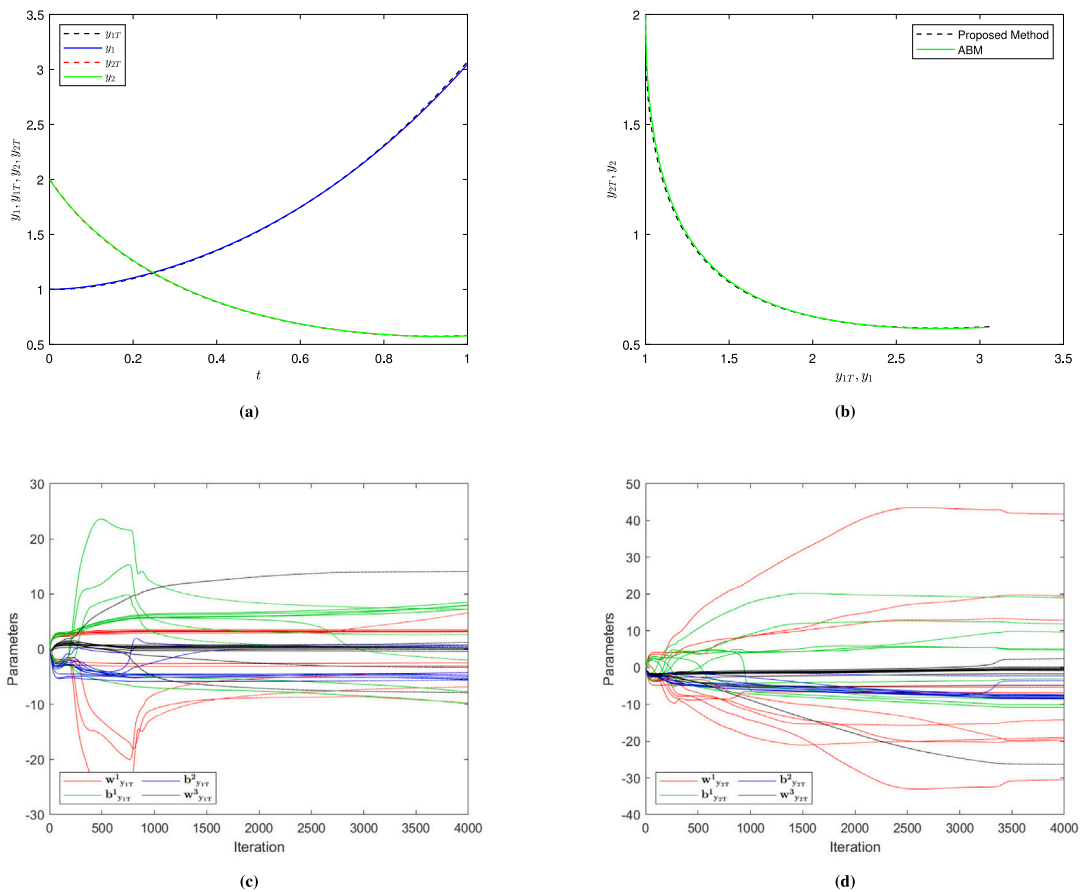 3.5
3
2.5
2
1.5
1
0.5
0 0.2 0.4 0.6 0.8 1
y1T
y1
y2T
y2
y1, y1T, y2, y2T
t
(a)
2
1.5
1
0.5
1 1.5 2 2.5 3 3.5
Proposed Method
ABM
y2T, y2
y1T, y1
(b)
30
20
10
0
-10
-20
-30
0 500 1000 1500 2000 2500 3000 3500 4000
w¹y1T b²y1T
b¹y1T w³y1T
Parameters
Iteration
(c)
50
40
30
20
10
0
-10
-20
-30
-40
0 500 1000 1500 2000 2500 3000 3500 4000
w¹y2T b²y2T
b¹y2T w³y2T
Parameters
Iteration
(d)